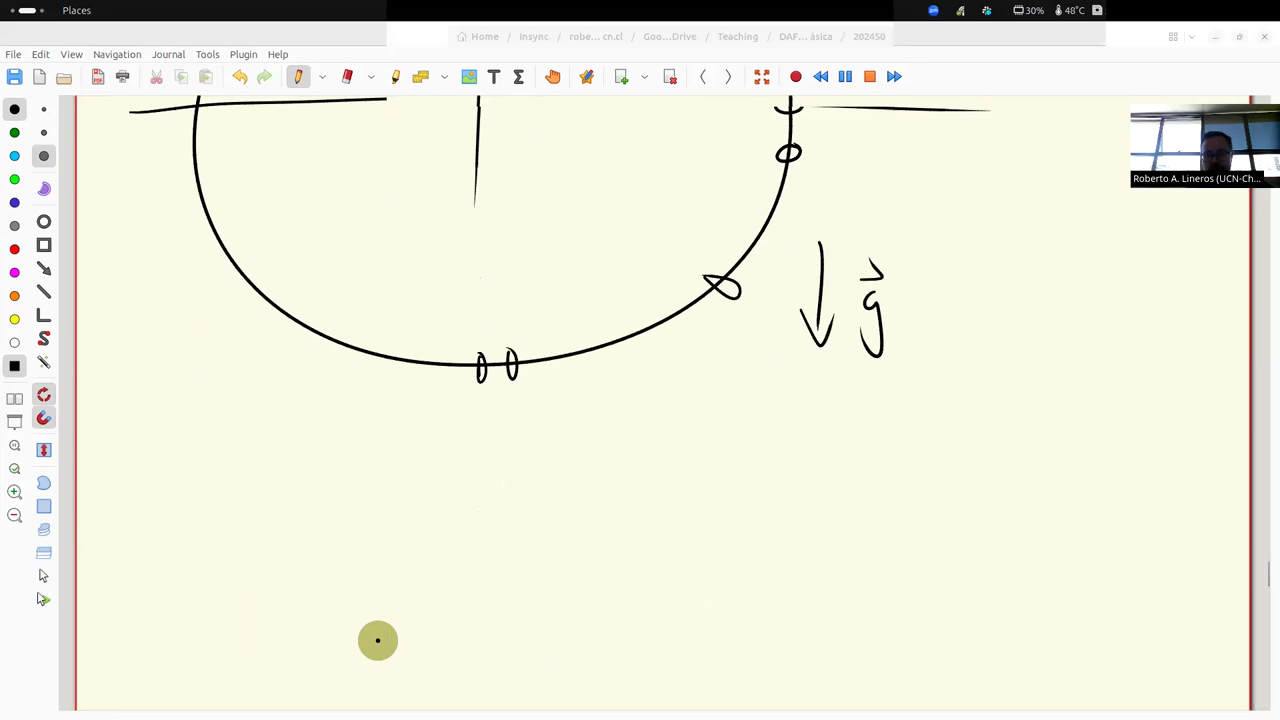 Places
30%
48°C
Home
Insync
robe... cn.cl
Goo...Drive
Teaching
DAF... ásica
202450
File Edit View Navigation Journal Tools Plugin Help
Roberto A. Lineros (UCN-Ch...
g